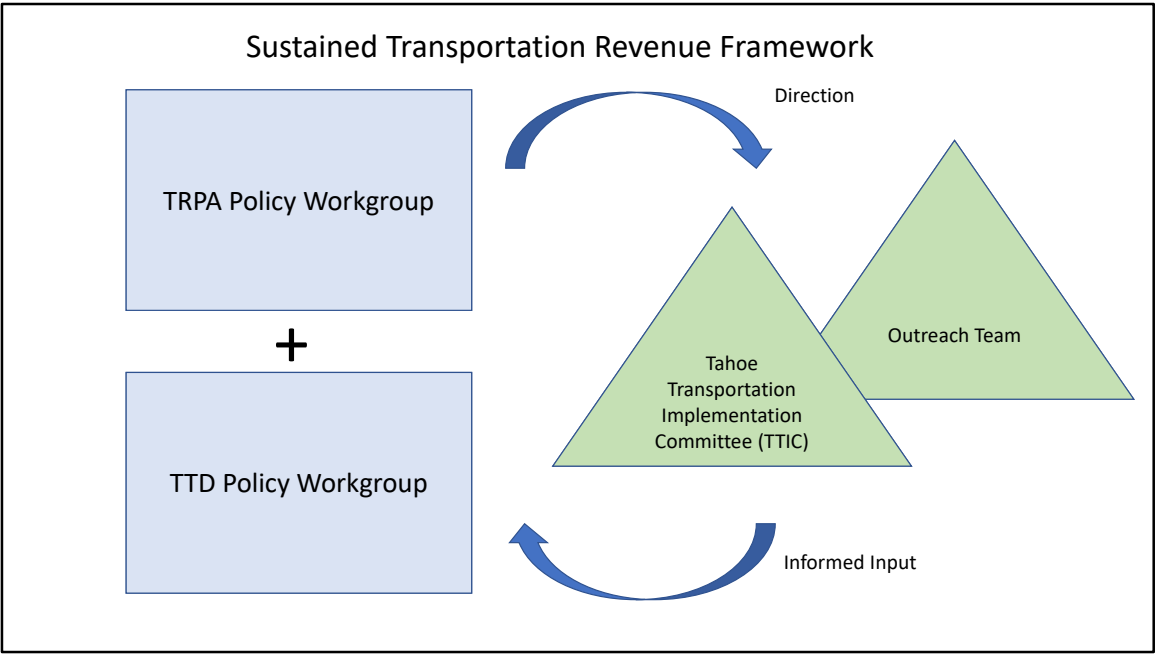 Sustained Transportation Revenue Framework
Direction
TRPA Policy Workgroup
+
Outreach Team
Tahoe
Transportation
Implementation
Committee (TTIC)
TTD Policy Workgroup
Informed Input